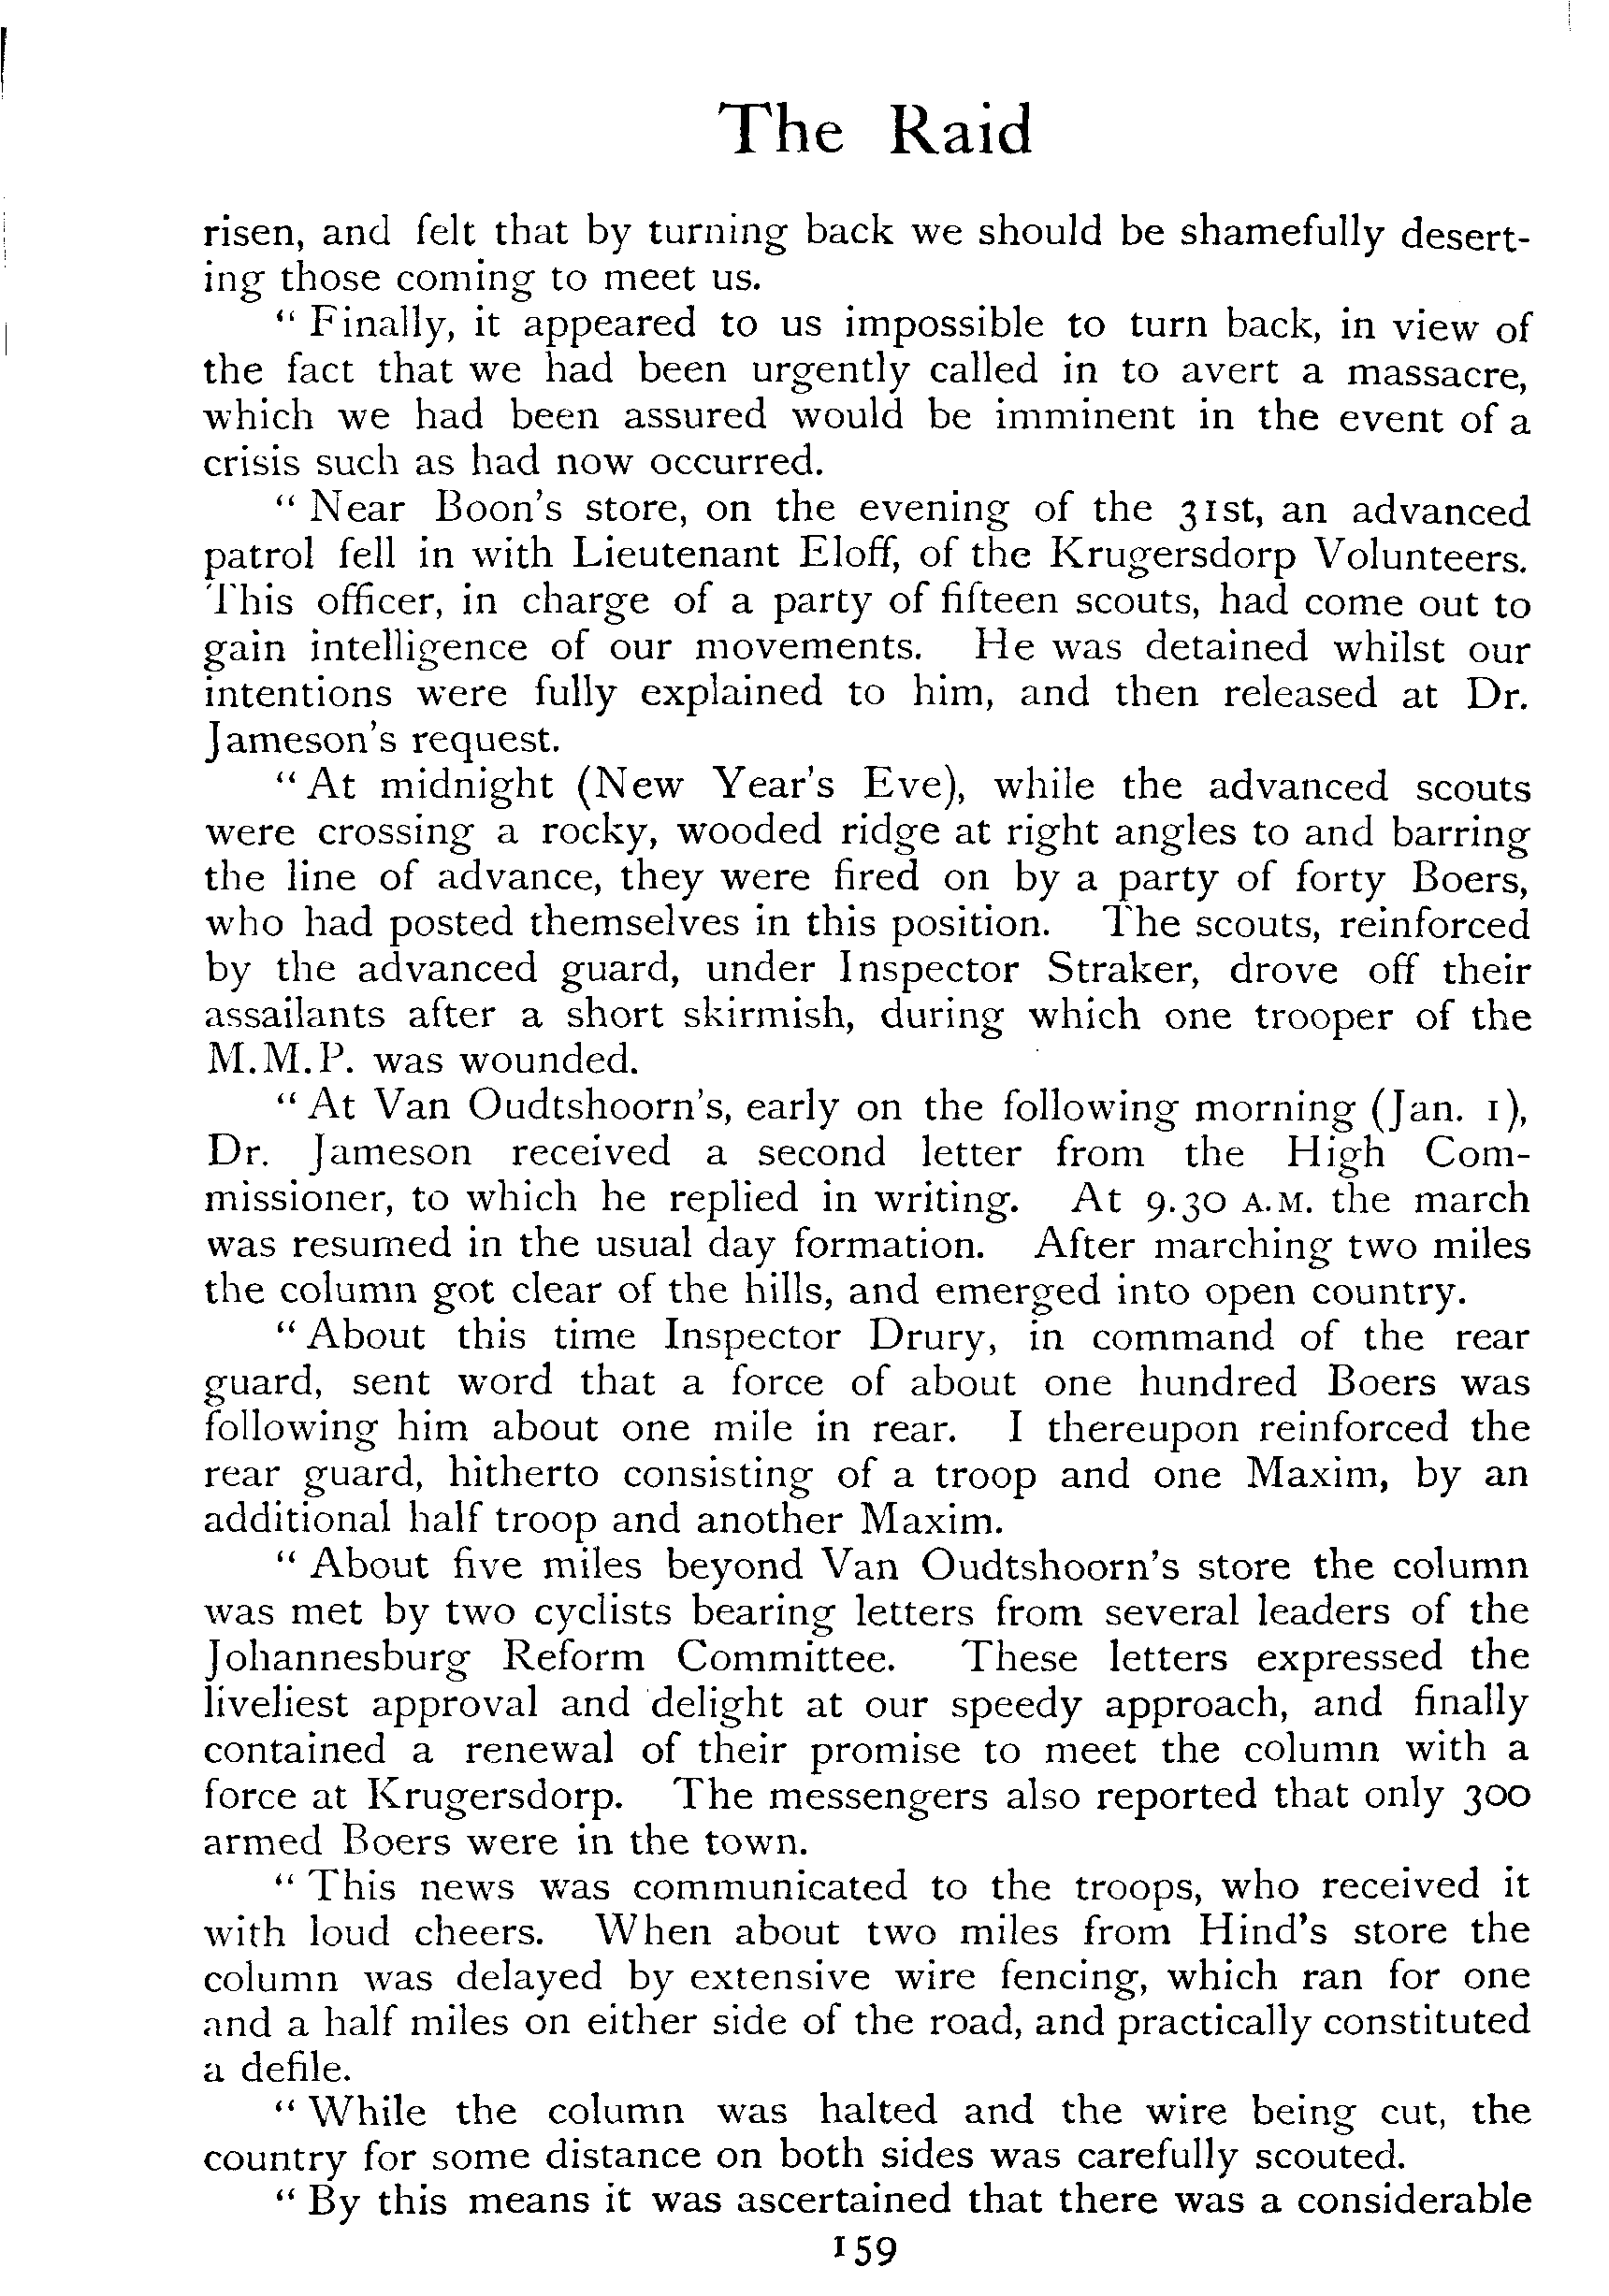 The Raid
risen, and felt that by turning back we should be shamefully desert-
ing those coming to meet us.
“ Finally, it appeared to us impossible to turn back, in view of
the fact that we had been urgently called in to avert a massacre,
which we had been assured would be imminent in the event of a
crisis such as had now occurred.
“ Near Boon's store, on the evening of the 31st, an advanced
patrol fell in with Lieutenant Eloff, of the Krugersdorp Volunteers.
This officer, in charge of a party of fifteen scouts, had come out to
gain intelligence of our movements. He was detained whilst our
intentions were fully explained to him, and then released at Dr.
Jameson's request.
“ At midnight (New Year's Eve), while the advanced scouts
were crossing a rocky, wooded ridge at right angles to and barring
the line of advance, they were fired on by a party of forty Boers,
who had posted themselves in this position. The scouts, reinforced
by the advanced guard, under Inspector Straker, drove off their
assailants after a short skirmish, during which one trooper of the
M.M.P. was wounded.
“ At Van Oudtshoorn's, early on the following morning (Jan. 1),
Dr. Jameson received a second letter from the High Com-
missioner, to which he replied in writing. At 9.30 A.M. the march
was resumed in the usual day formation. After marching two miles
the column got clear of the hills, and emerged into open country.
“ About this time Inspector Drury, in command of the rear
guard, sent word that a force of about one hundred Boers was
following him about one mile in rear. I thereupon reinforced the
rear guard, hitherto consisting of a troop and one Maxim, by an
additional half troop and another Maxim.
“ About five miles beyond Van Oudtshoorn's store the column
was met by two cyclists bearing letters from several leaders of the
Johannesburg Reform Committee. These letters expressed the
liveliest approval and delight at our speedy approach, and finally
contained a renewal of their promise to meet the column with a
force at Krugersdorp. The messengers also reported that only 300
armed Boers were in the town.
“ This news was communicated to the troops, who received it
with loud cheers. When about two miles from Hind's store the
column was delayed by extensive wire fencing, which ran for one
and a half miles on either side of the road, and practically constituted
a defile.
“ While the column was halted and the wire being cut, the
country for some distance on both sides was carefully scouted.
“ By this means it was ascertained that there was a considerable
159